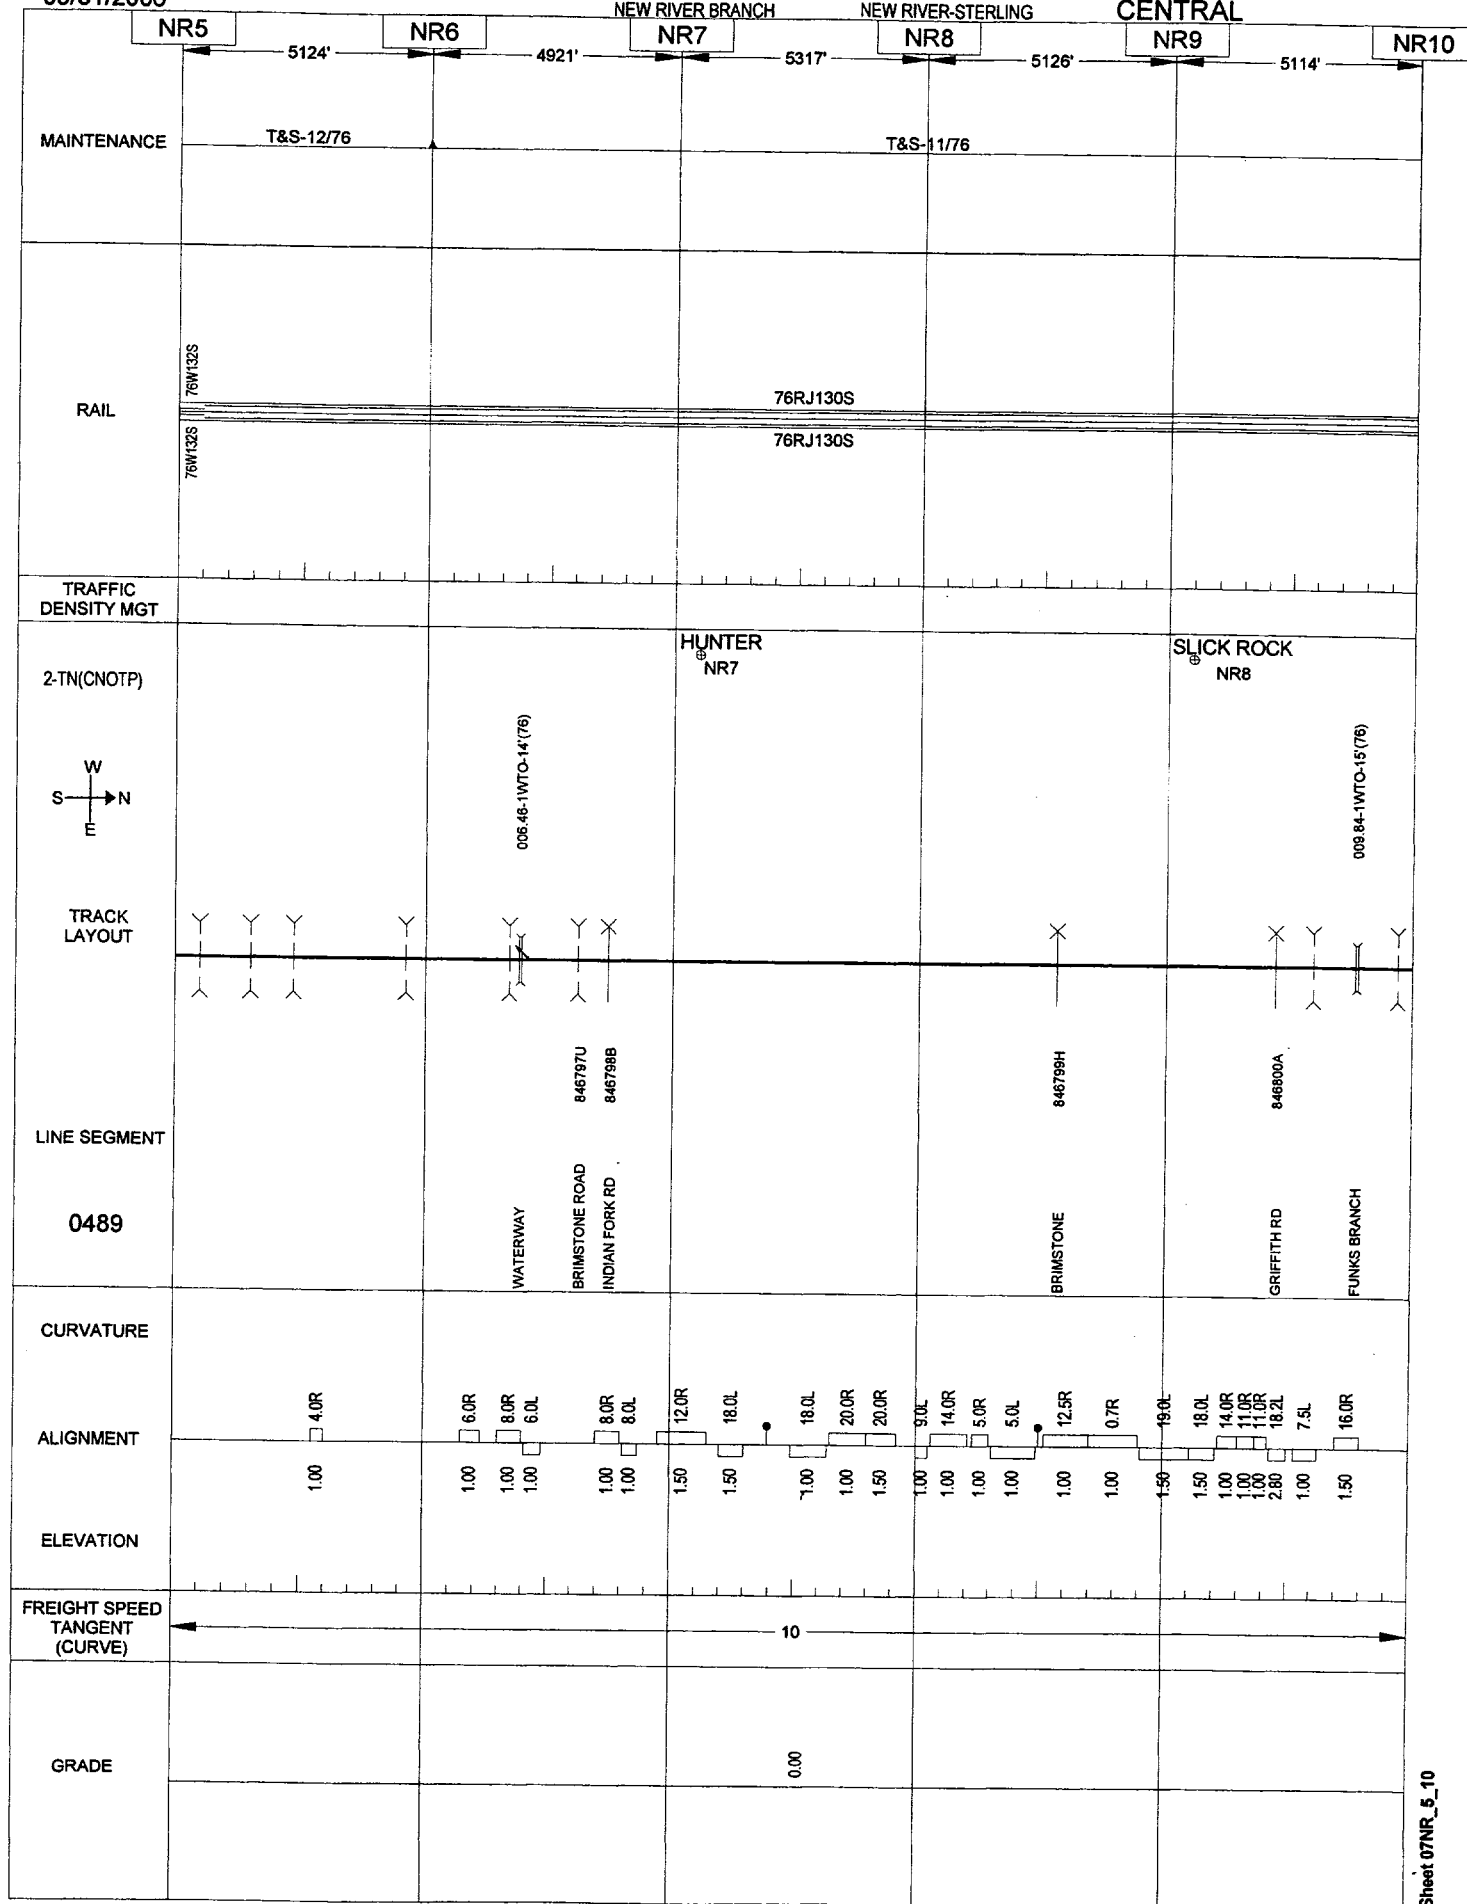 NEW RIVER BRANCH
NEW RIVER-STERLING
CENTRAL
NR5
NR6
NR7
NR8
NR9
NR10
5124'
4921'
5317'
5126'
5114'
MAINTENANCE
T&S-12/76
T&S-11/76
RAIL
76W132S
76W132S
76RJ130S
76RJ130S
TRAFFIC
DENSITY MGT
2-TN(CNOTP)
HUNTER
NR7
SLICK ROCK
NR8
W
S
N
E
006.46-1WTO-14'(76)
009.84-1WTO-15'(76)
TRACK
LAYOUT
846797U
846798B
846799H
846800A
LINE SEGMENT
0489
WATERWAY
BRIMSTONE ROAD
INDIAN FORK RD
BRIMSTONE
GRIFFITH RD
FUNKS BRANCH
CURVATURE
4.0R
6.0R
8.0R
6.0L
8.0R
8.0L
12.0R
18.0L
18.0L
20.0R
20.0R
9.0L
14.0R
5.0R
5.0L
12.5R
0.7R
19.0L
18.0L
14.0R
11.0R
11.0R
18.2L
7.5L
16.0R
ALIGNMENT
1.00
1.00
1.00
1.00
1.00
1.00
1.50
1.50
1.00
1.00
1.50
1.00
1.00
1.00
1.00
1.00
1.00
1.50
1.50
1.00
1.00
1.00
2.80
1.00
1.50
ELEVATION
FREIGHT SPEED
TANGENT
(CURVE)
10
GRADE
0.00
Sheet 07NR_5_10